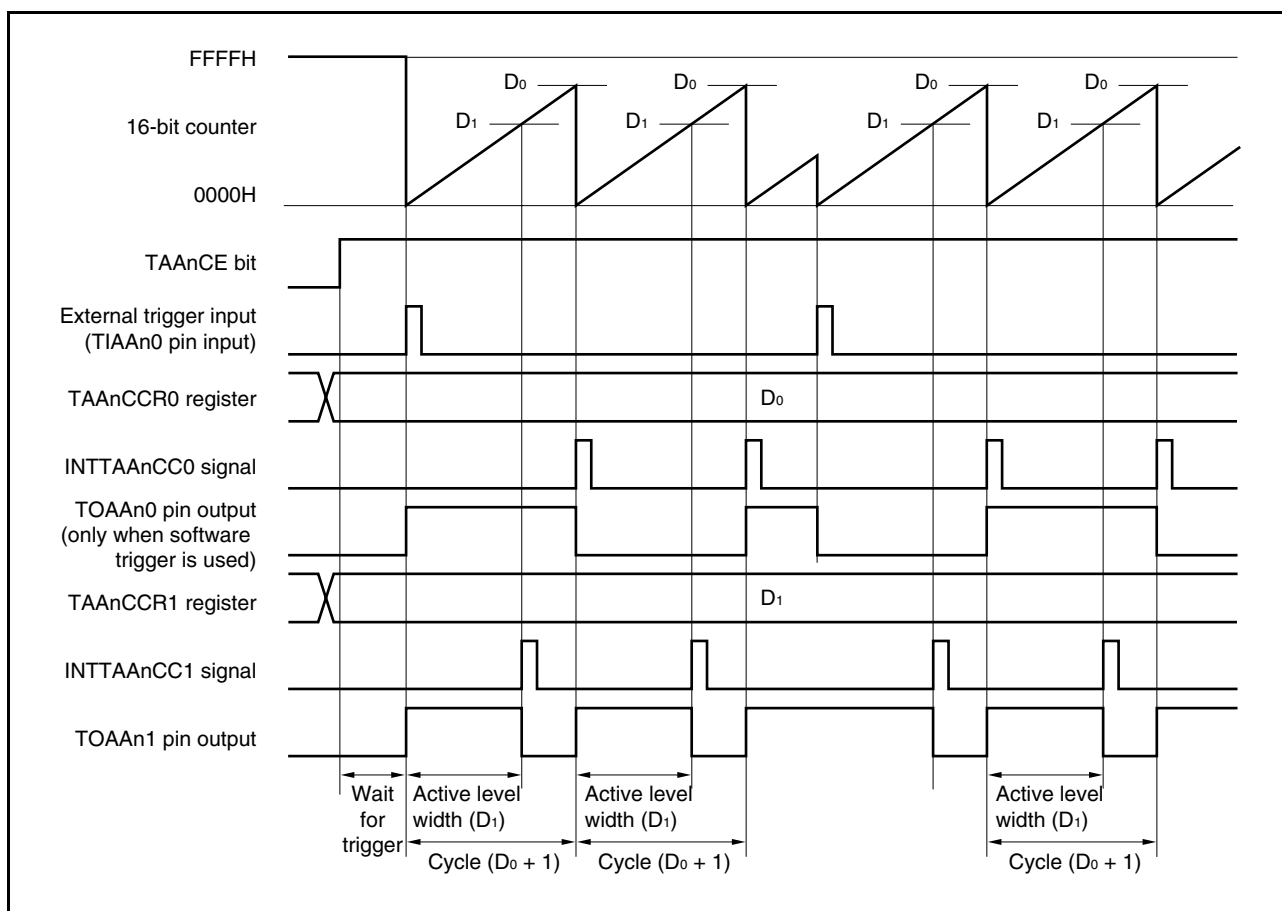 FFFFH
D0
D0
D0
D0
16-bit counter
D1
D1
D1
D1
0000H
TAAnCE bit
External trigger input
(TIAAn0 pin input)
TAAnCCR0 register
D0
INTTAAnCC0 signal
TOAAn0 pin output
(only when software
trigger is used)
TAAnCCR1 register
D1
INTTAAnCC1 signal
TOAAn1 pin output
Wait
for
trigger
Active level
width (D1)
Cycle (D0 + 1)
Active level
width (D1)
Cycle (D0 + 1)
Active level
width (D1)
Cycle (D0 + 1)